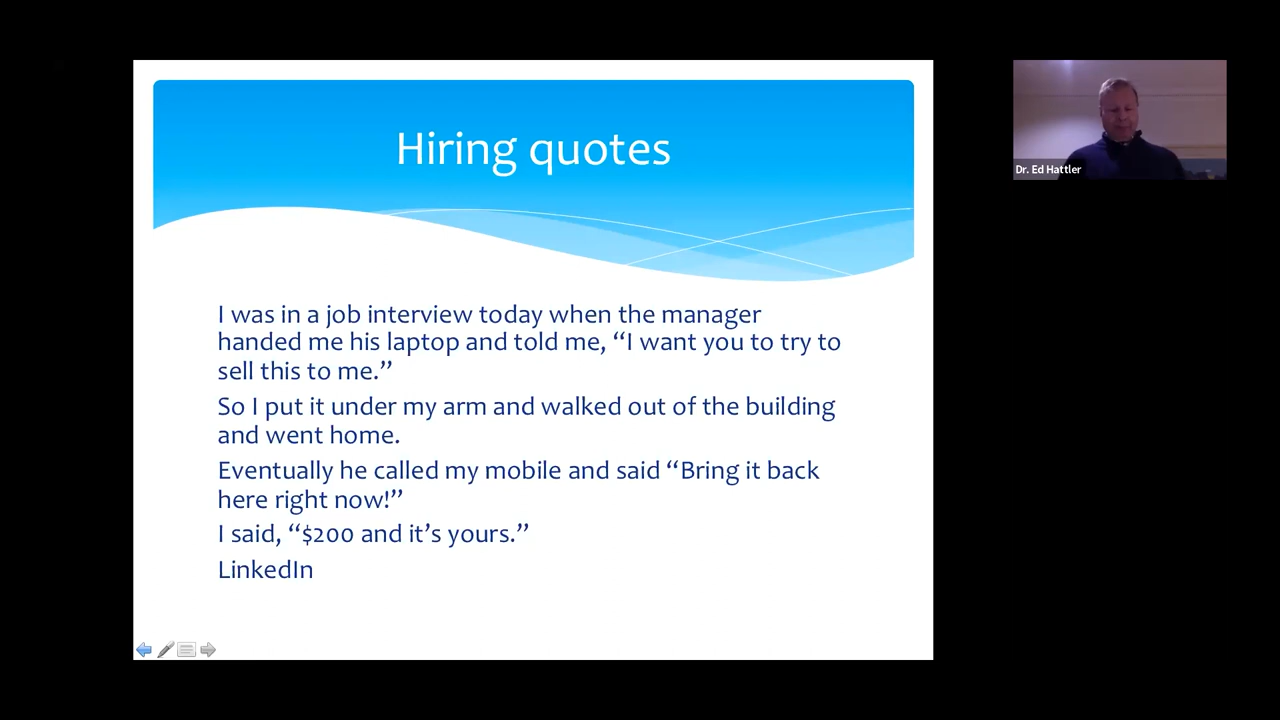 Hiring quotes
I was in a job interview today when the manager
handed me his laptop and told me, “I want you to try to
sell this to me.”
So I put it under my arm and walked out of the building
and went home.
Eventually he called my mobile and said “Bring it back
here right now!”
I said, “$200 and it’s yours.”
LinkedIn
Dr. Ed Hattler